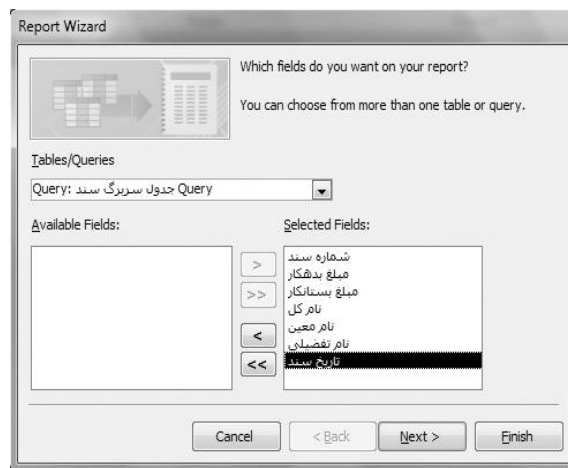 Report Wizard
Which fields do you want on your report?
You can choose from more than one table or query.
Tables/Queries
Query: جدول سربرگ سند Query
Available Fields:
Selected Fields:
شماره سند
مبلغ بدهکار
مبلغ بستانکار
نام کل
نام معین
نام تفضیلی
تاریخ سند
>
>>
<
<<
Cancel
< Back
Next >
Finish